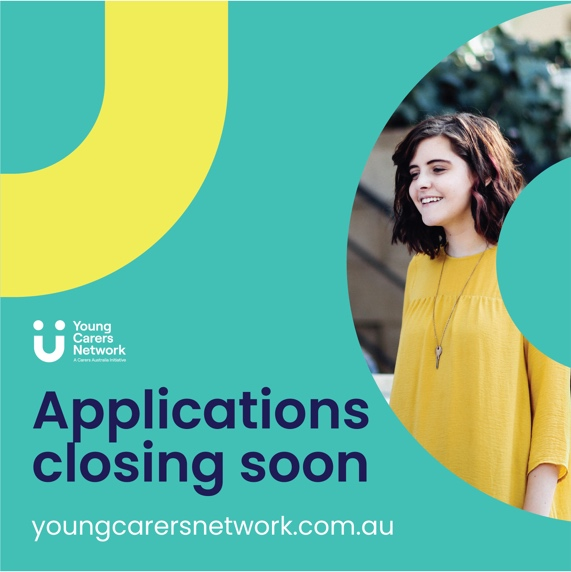 Young
Carers
Network
A Carers Australia Initiative
Applications
closing soon
youngcarersnetwork.com.au